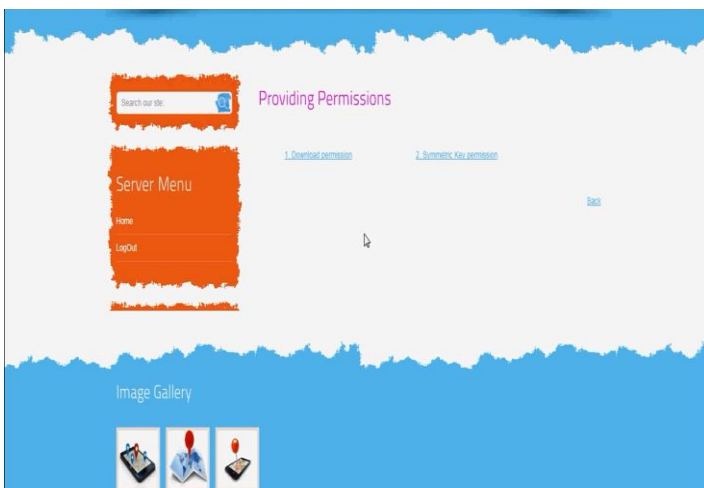 Search our site:
Providing Permissions
1. Download permission
2. Symmetric Key permission
Server Menu
Back
Home
LogOut
Image Gallery